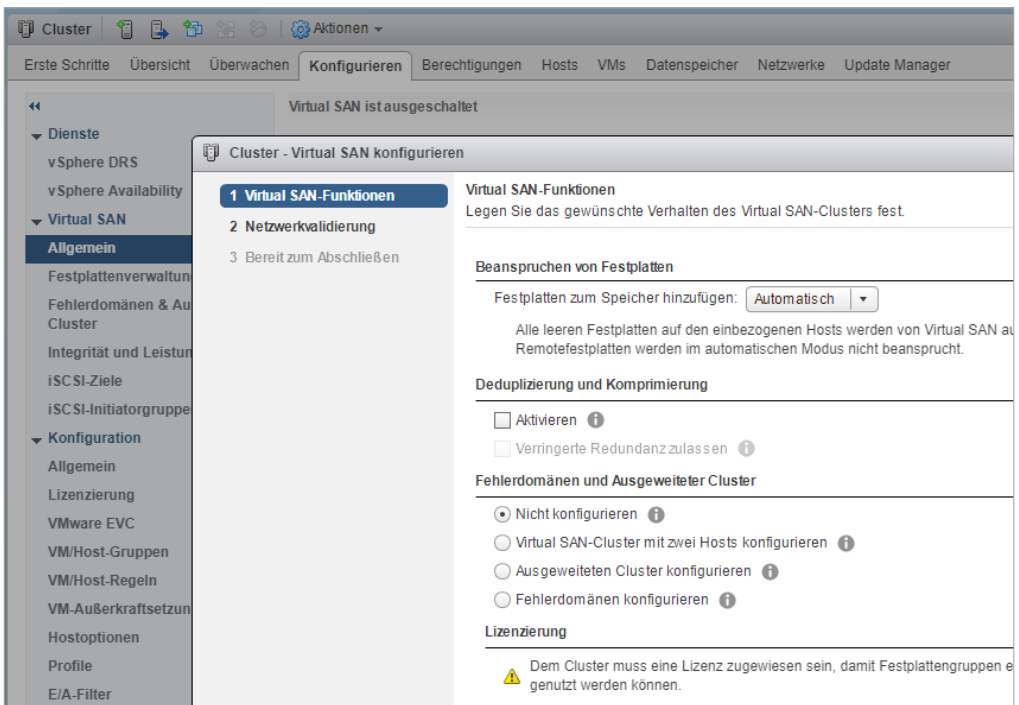 Cluster Aktionen
Erste Schritte Übersicht Überwachen Konfigurieren Berechtigungen Hosts VMs Datenspeicher Netzwerke Update Manager
Virtual SAN ist ausgeschaltet
Dienste
vSphere DRS
vSphere Availability
Virtual SAN
Allgemein
Festplattenverwaltun
Fehlerdomänen & Au
Cluster
Integrität und Leistun
iSCSI-Ziele
iSCSI-Initiatorgruppe
Konfiguration
Allgemein
Lizenzierung
VMware EVC
VM/Host-Gruppen
VM/Host-Regeln
VM-Außerkraftsetzun
Hostoptionen
Profile
E/A-Filter
Cluster - Virtual SAN konfigurieren
1 Virtual SAN-Funktionen
2 Netzwerkvalidierung
3 Bereit zum Abschließen
Virtual SAN-Funktionen
Legen Sie das gewünschte Verhalten des Virtual SAN-Clusters fest.
Beanspruchen von Festplatten
Festplatten zum Speicher hinzufügen: Automatisch
Alle leeren Festplatten auf den einbezogenen Hosts werden von Virtual SAN au
Remotefestplatten werden im automatischen Modus nicht beansprucht.
Deduplizierung und Komprimierung
Aktivieren
Verringerte Redundanz zulassen
Fehlerdomänen und Ausgeweiteter Cluster
Nicht konfigurieren
Virtual SAN-Cluster mit zwei Hosts konfigurieren
Ausgeweiteten Cluster konfigurieren
Fehlerdomänen konfigurieren
Lizenzierung
Dem Cluster muss eine Lizenz zugewiesen sein, damit Festplattengruppen e
genutzt werden können.